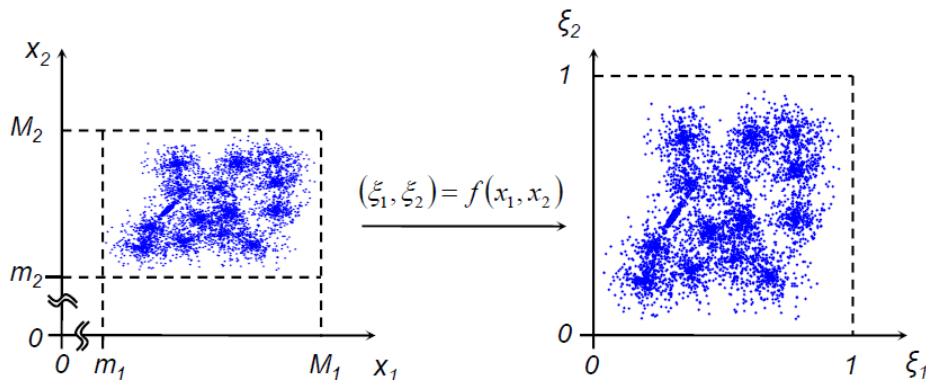 x₂
M₂
m₂
0
0
m₁
M₁
x₁
(ξ₁, ξ₂) = f(x₁, x₂)
ξ₂
1
0
0
1
ξ₁